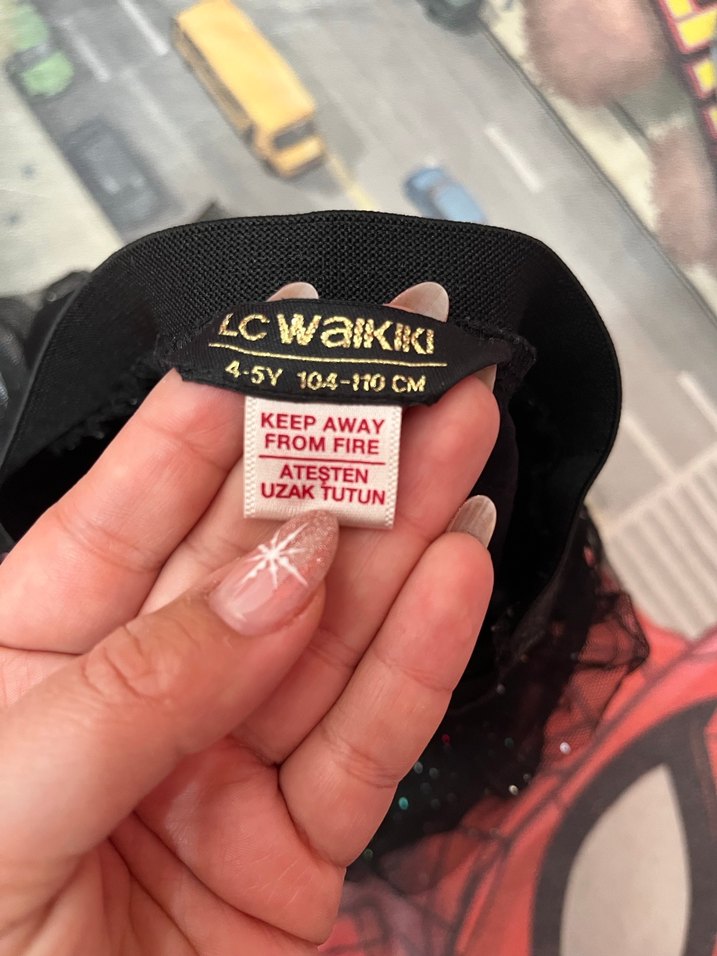 LC WAIKIKI
4-5Y 104-110 CM
KEEP AWAY
FROM FIRE
ATEŞTEN
UZAK TUTUN